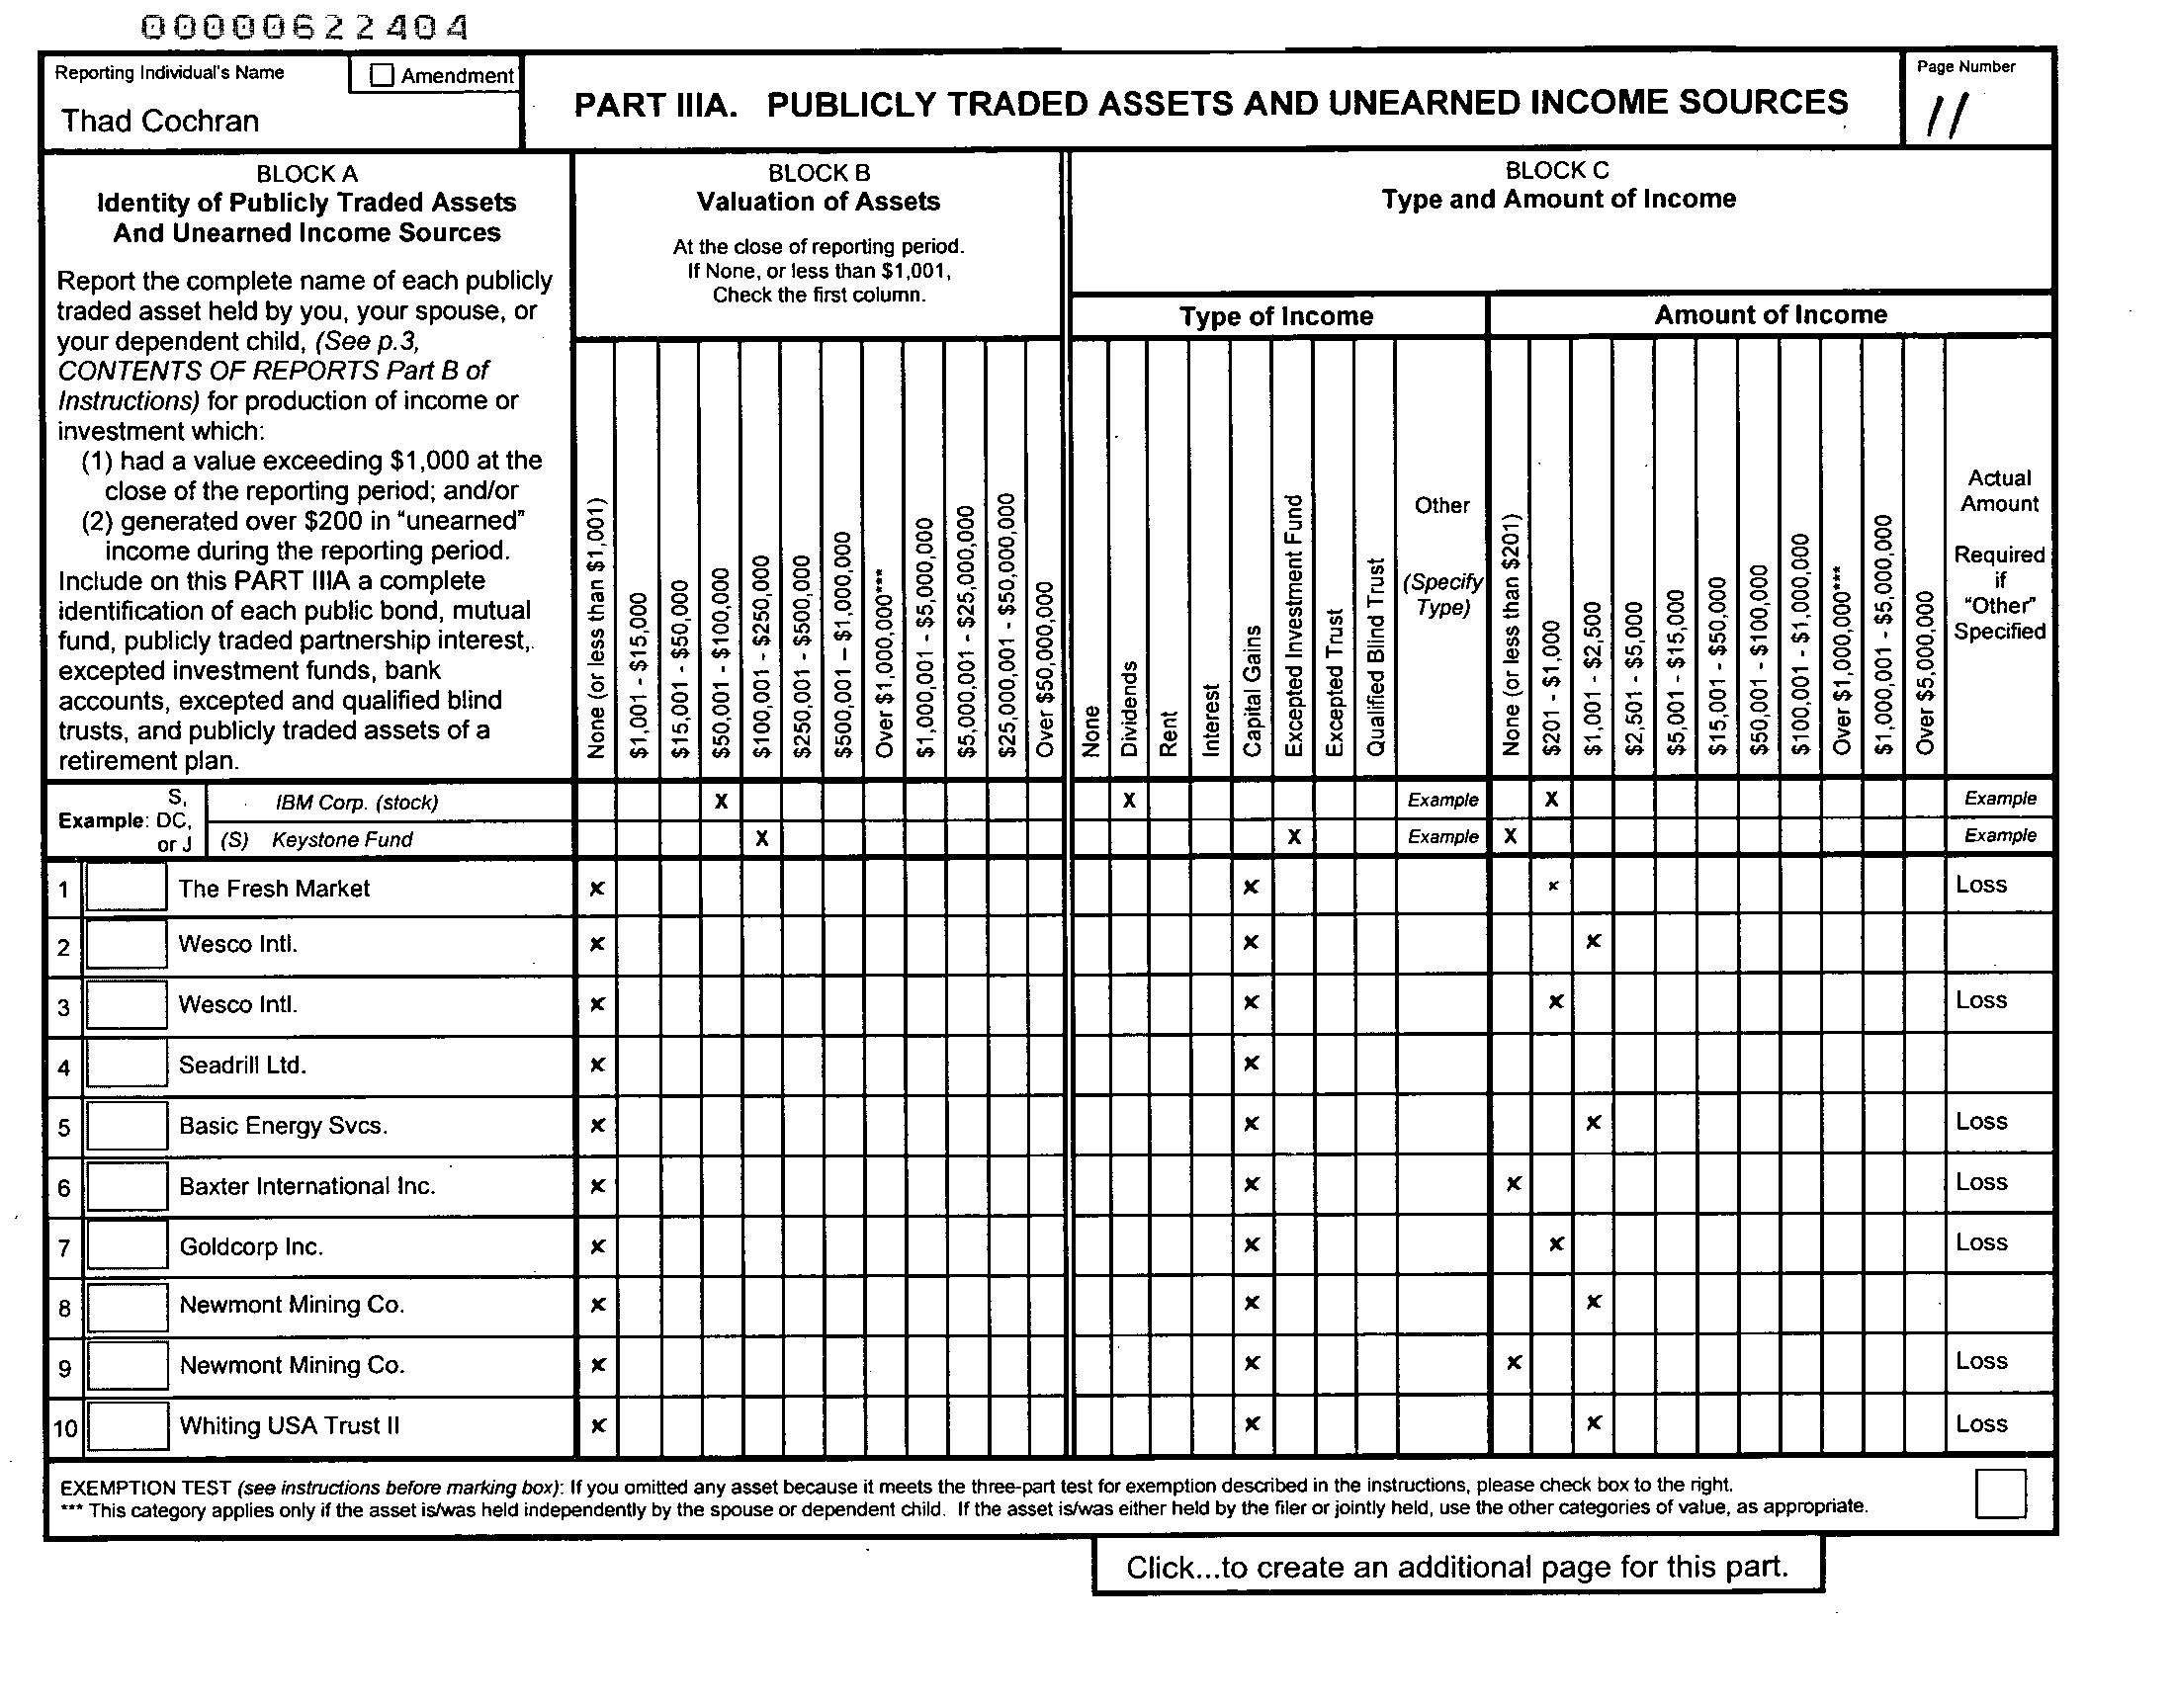 00000622404
Reporting Individual's Name
Amendment
Thad Cochran
PART IIIA. PUBLICLY TRADED ASSETS AND UNEARNED INCOME SOURCES
Page Number
11
BLOCK A
Identity of Publicly Traded Assets
And Unearned Income Sources
Report the complete name of each publicly
traded asset held by you, your spouse, or
your dependent child, (See p.3,
CONTENTS OF REPORTS Part B of
Instructions) for production of income or
investment which:
(1) had a value exceeding $1,000 at the
close of the reporting period; and/or
(2) generated over $200 in "unearned"
income during the reporting period.
Include on this PART IIIA a complete
identification of each public bond, mutual
fund, publicly traded partnership interest,
excepted investment funds, bank
accounts, excepted and qualified blind
trusts, and publicly traded assets of a
retirement plan.
BLOCK B
Valuation of Assets
At the close of reporting period.
If None, or less than $1,001,
Check the first column.
None (or less than $1,001)
$1,001 - $15,000
$15,001 - $50,000
$50,001 - $100,000
$100,001 - $250,000
$250,001 - $500,000
$500,001 – $1,000,000
Over $1,000,000***
$1,000,001 - $5,000,000
$5,000,001 - $25,000,000
$25,000,001 - $50,000,000
Over $50,000,000
BLOCK C
Type and Amount of Income
Type of Income
None
Dividends
Rent
Interest
Capital Gains
Excepted Investment Fund
Excepted Trust
Qualified Blind Trust
Other
(Specify
Type)
Amount of Income
None (or less than $201)
$201 - $1,000
$1,001 - $2,500
$2,501 - $5,000
$5,001 - $15,000
$15,001 - $50,000
$50,001 - $100,000
$100,001 - $1,000,000
Over $1,000,000***
$1,000,001 - $5,000,000
Over $5,000,000
Actual
Amount
Required
if
"Other"
Specified
Example: S, DC, or J
IBM Corp. (stock) X X Example X Example
(S) Keystone Fund X X Example X Example
1 The Fresh Market x x x Loss
2 Wesco Intl. x x x
3 Wesco Intl. x x x Loss
4 Seadrill Ltd. x x
5 Basic Energy Svcs. x x x Loss
6 Baxter International Inc. x x x Loss
7 Goldcorp Inc. x x x Loss
8 Newmont Mining Co. x x x
9 Newmont Mining Co. x x x Loss
10 Whiting USA Trust II x x x Loss
EXEMPTION TEST (see instructions before marking box): If you omitted any asset because it meets the three-part test for exemption described in the instructions, please check box to the right.
*** This category applies only if the asset is/was held independently by the spouse or dependent child. If the asset is/was either held by the filer or jointly held, use the other categories of value, as appropriate.
Click...to create an additional page for this part.